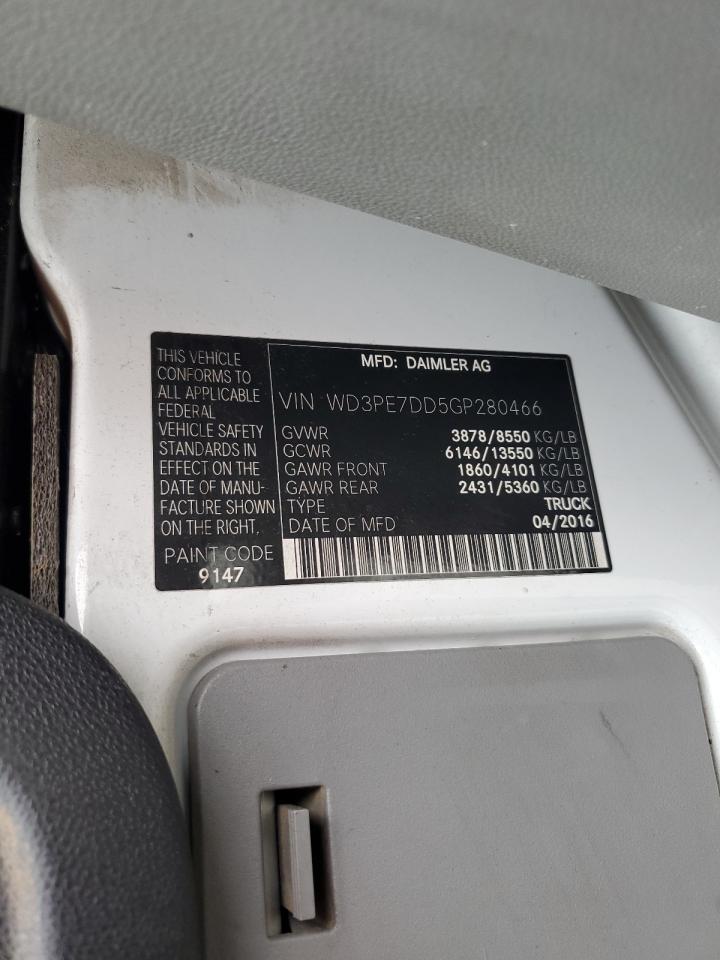 THIS VEHICLE
CONFORMS TO
ALL APPLICABLE
FEDERAL
VEHICLE SAFETY
STANDARDS IN
EFFECT ON THE
DATE OF MANU-
FACTURE SHOWN
ON THE RIGHT.
PAINT CODE
9147
MFD: DAIMLER AG
VIN WD3PE7DD5GP280466
GVWR 3878/8550 KG/LB
GCWR 6146/13550 KG/LB
GAWR FRONT 1860/4101 KG/LB
GAWR REAR 2431/5360 KG/LB
TYPE TRUCK
DATE OF MFD 04/2016